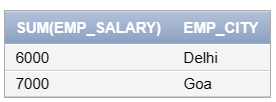 SUM(EMP_SALARY) EMP_CITY
6000 Delhi
7000 Goa